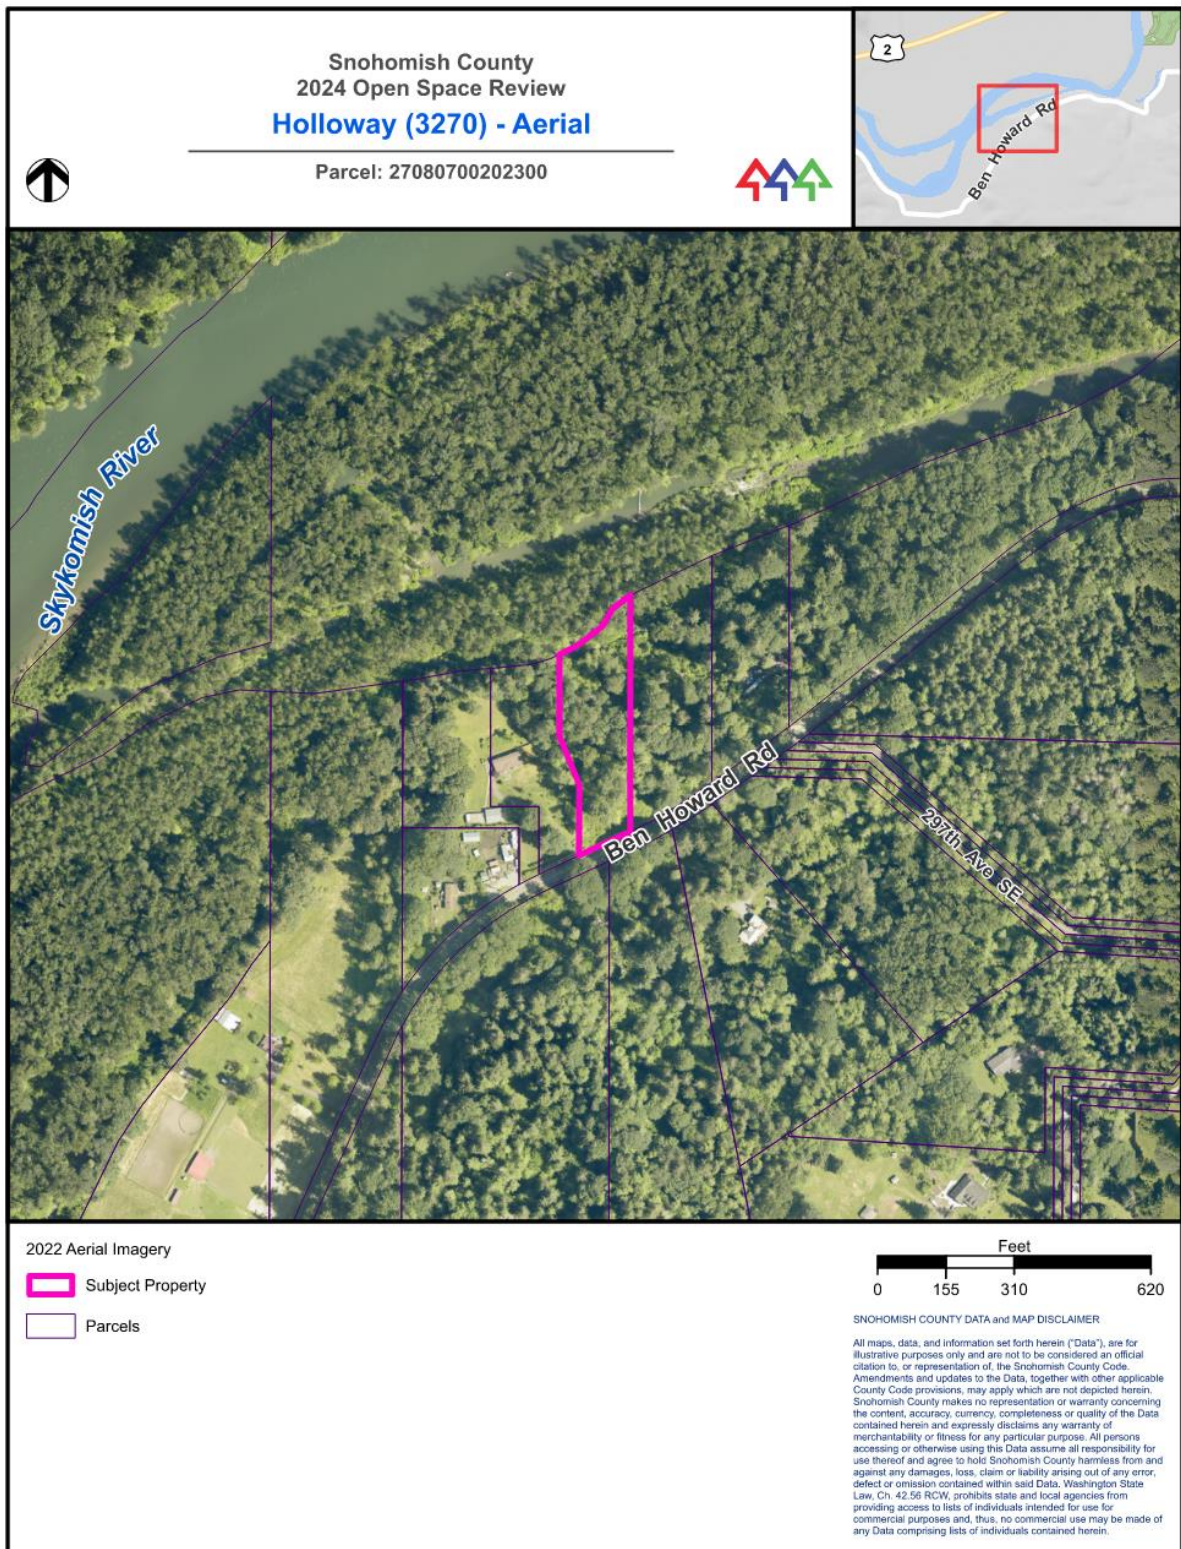 Snohomish County
2024 Open Space Review
Holloway (3270) - Aerial
Parcel: 27080700202300
2
Ben Howard Rd
Skykomish River
Ben Howard Rd
297th Ave SE
2022 Aerial Imagery
Subject Property
Parcels
Feet
0 155 310 620
SNOHOMISH COUNTY DATA and MAP DISCLAIMER
All maps, data, and information set forth herein ("Data"), are for
illustrative purposes only and are not to be considered an official
citation to, or representation of, the Snohomish County Code.
Amendments and updates to the Data, together with other applicable
County Code provisions, may apply which are not depicted herein.
Snohomish County makes no representation or warranty concerning
the content, accuracy, currency, completeness or quality of the Data
contained herein and expressly disclaims any warranty of
merchantability or fitness for any particular purpose. All persons
accessing or otherwise using this Data assume all responsibility for
use thereof and agree to hold Snohomish County harmless from and
against any damages, loss, claim or liability arising out of any error,
defect or omission contained within said Data. Washington State
Law, Ch. 42.56 RCW, prohibits state and local agencies from
providing access to lists of individuals intended for use for
commercial purposes and, thus, no commercial use may be made of
any Data comprising lists of individuals contained herein.